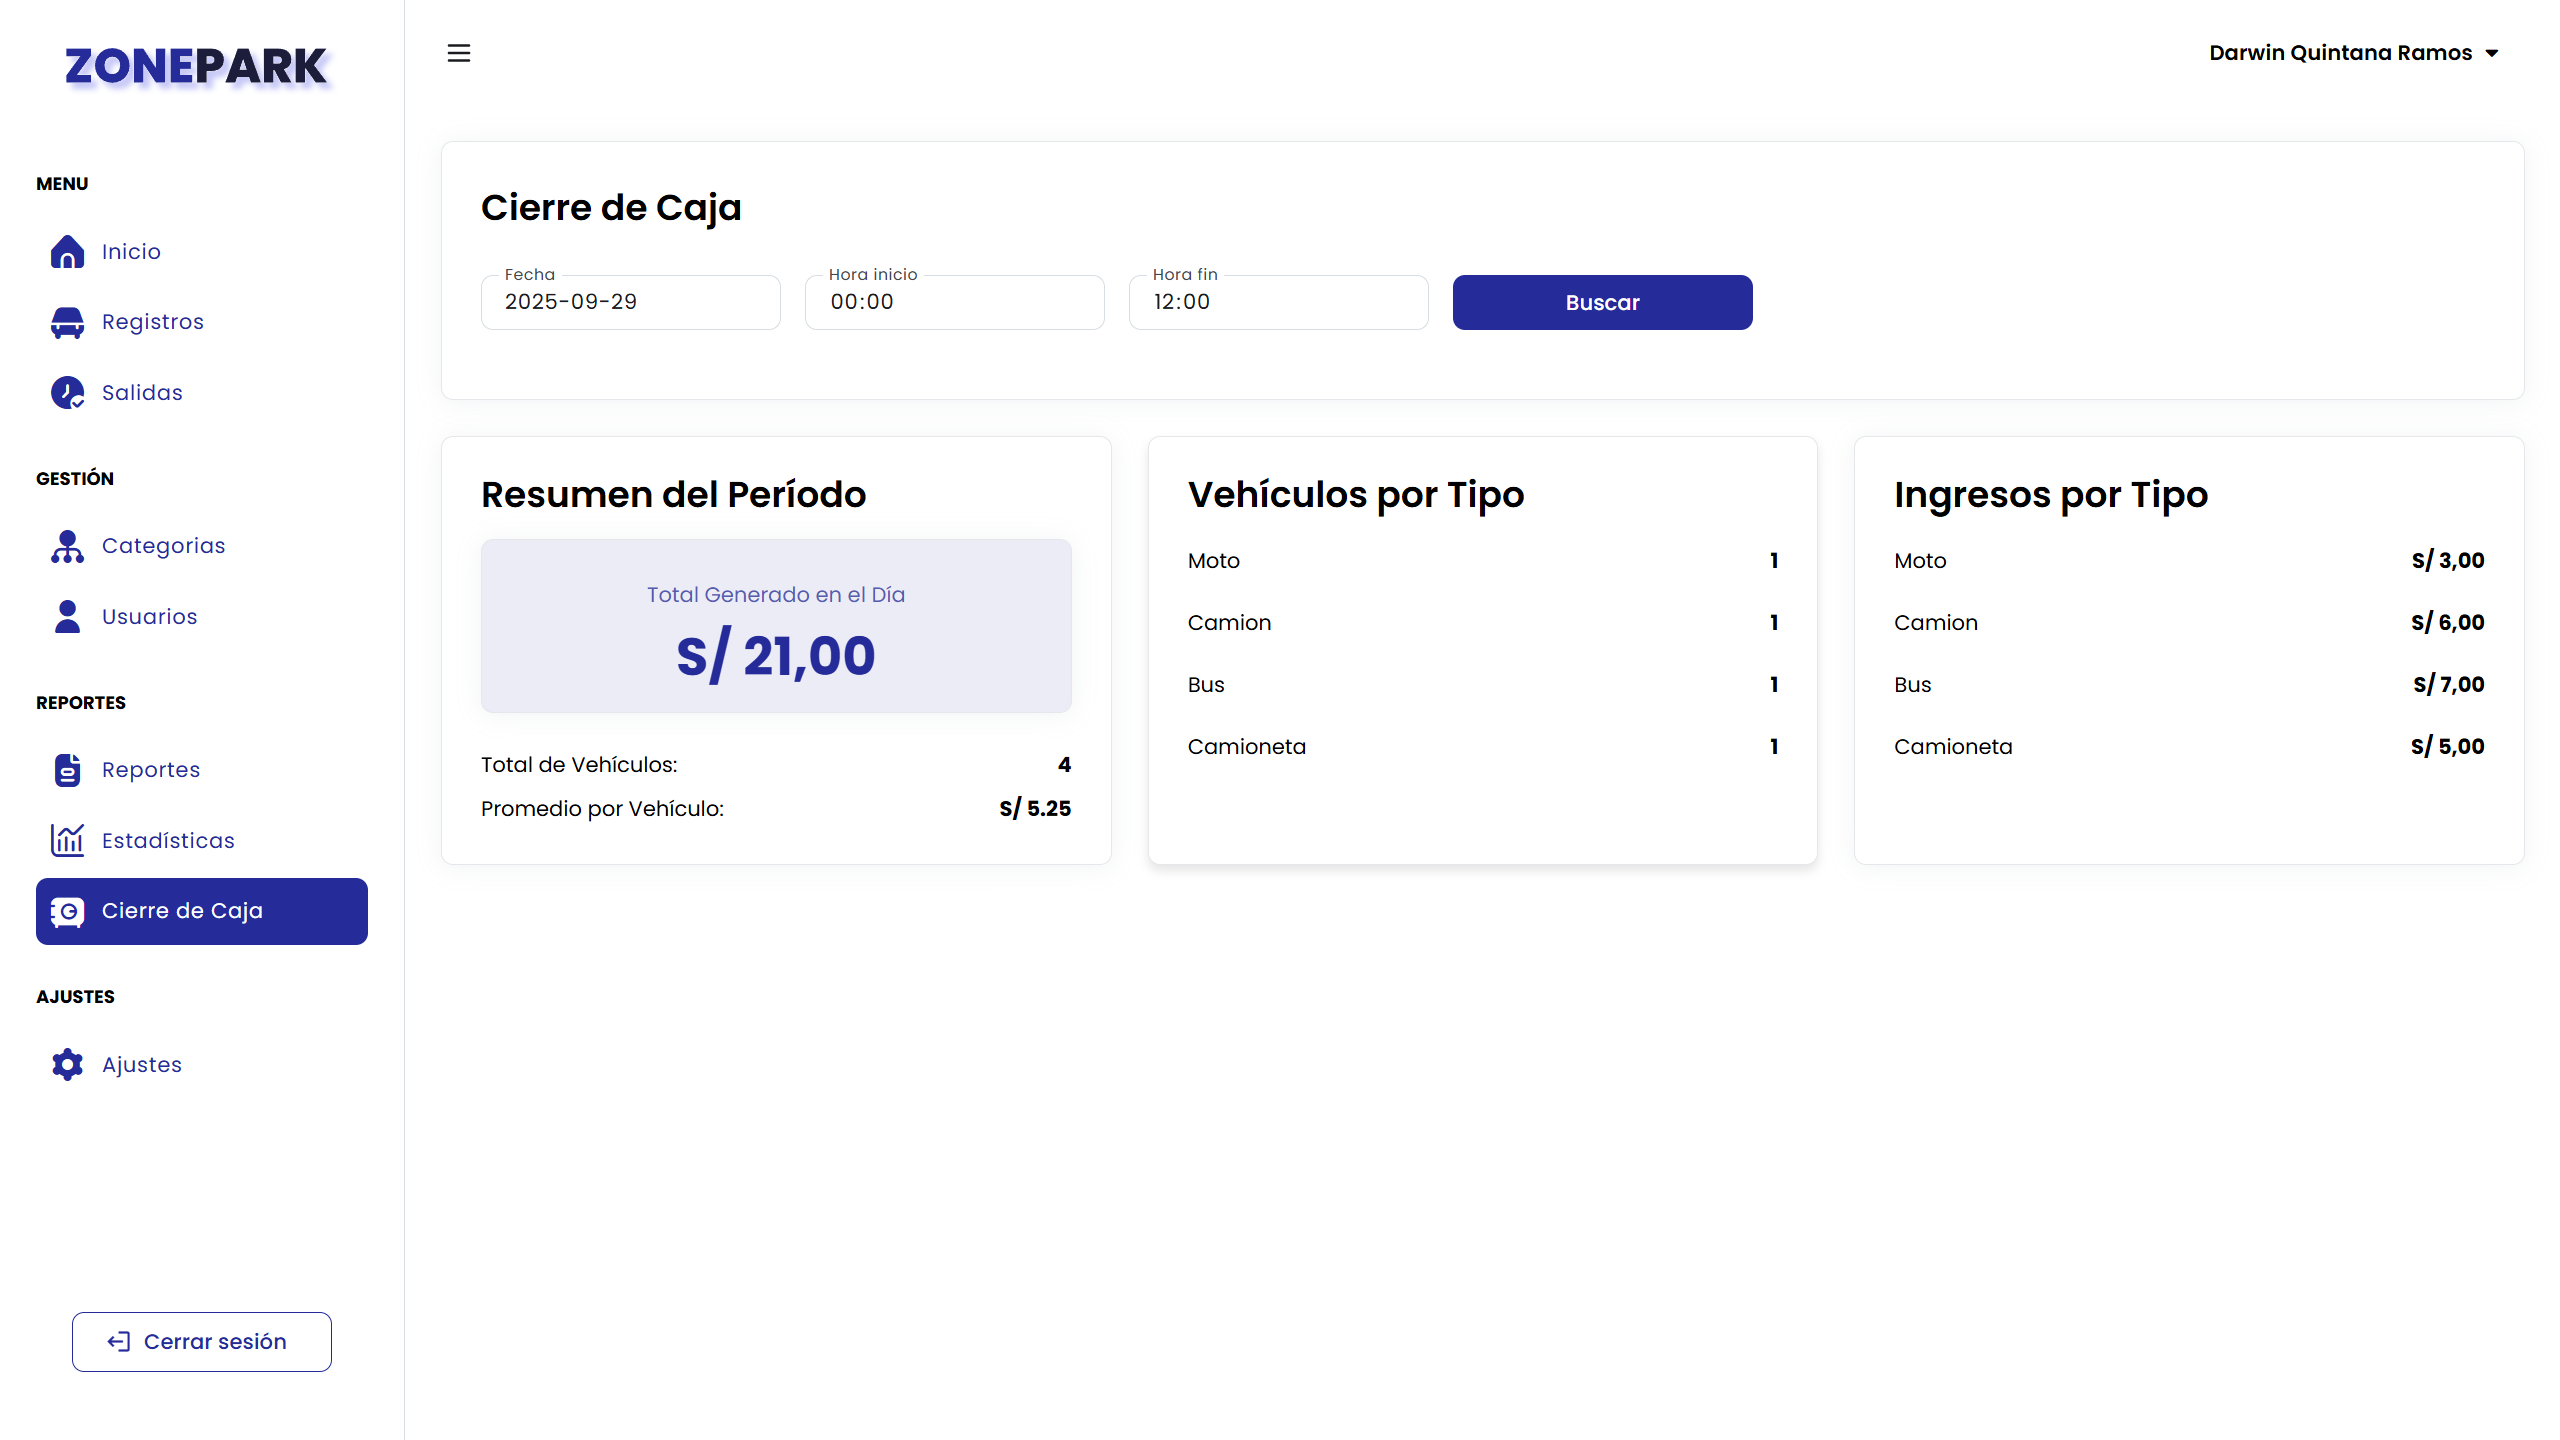 ZONEPARK
MENU
Inicio
Registros
Salidas
GESTIÓN
Categorias
Usuarios
REPORTES
Reportes
Estadísticas
Cierre de Caja
AJUSTES
Ajustes
Cerrar sesión
Darwin Quintana Ramos
Cierre de Caja
Fecha
2025-09-29
Hora inicio
00:00
Hora fin
12:00
Buscar
Resumen del Período
Total Generado en el Día
S/ 21,00
Total de Vehículos: 4
Promedio por Vehículo: S/ 5.25
Vehículos por Tipo
Moto 1
Camion 1
Bus 1
Camioneta 1
Ingresos por Tipo
Moto S/ 3,00
Camion S/ 6,00
Bus S/ 7,00
Camioneta S/ 5,00